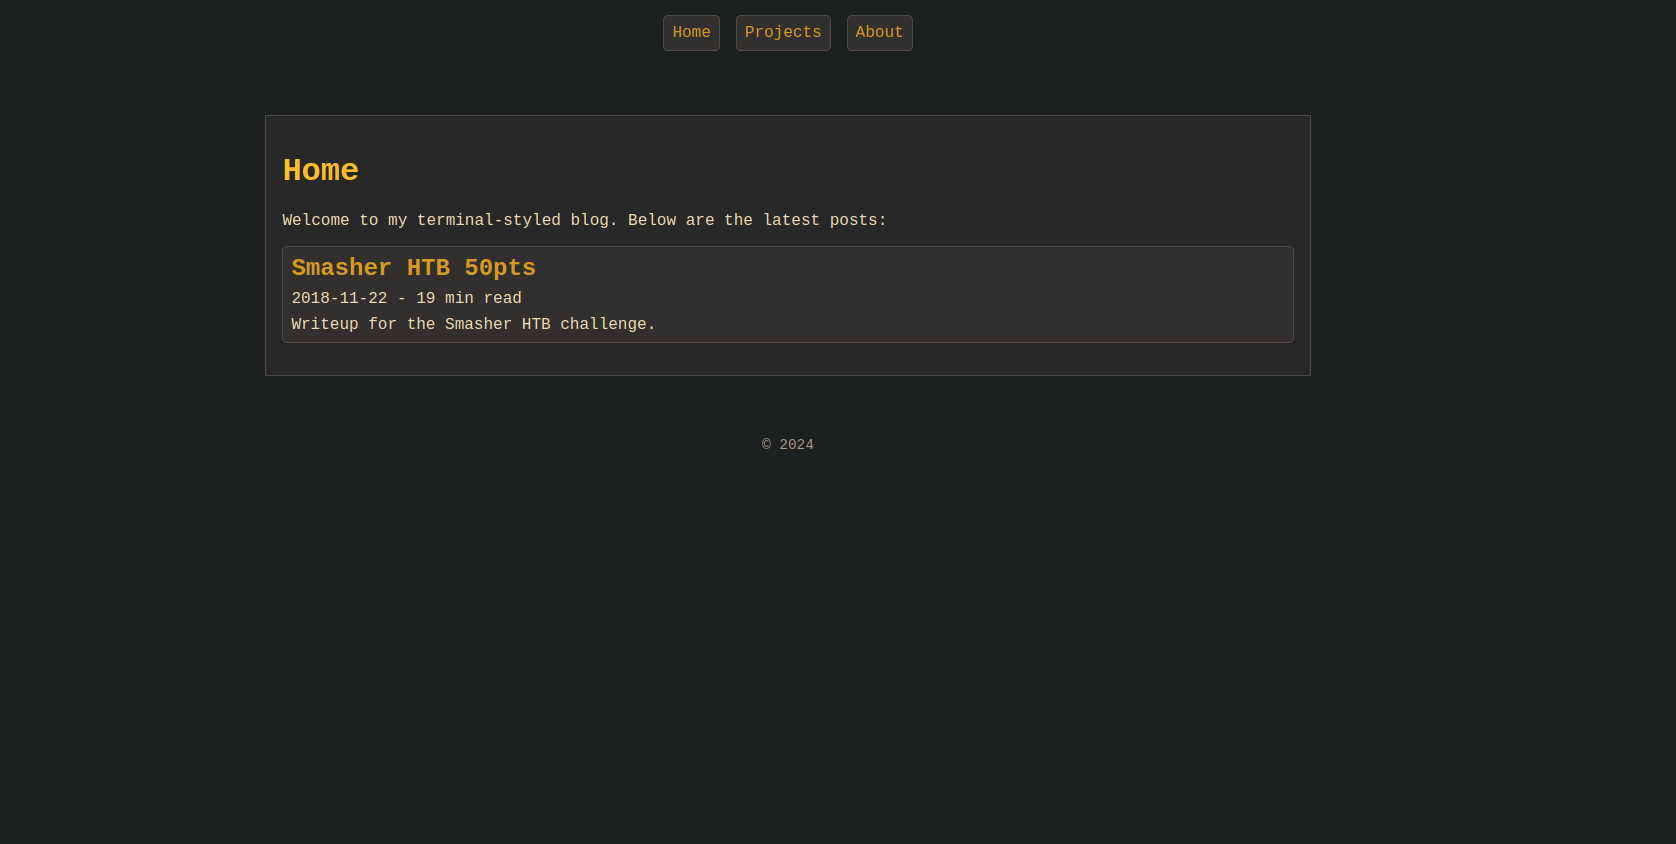 Home Projects About
Home
Welcome to my terminal-styled blog. Below are the latest posts:
Smasher HTB 50pts
2018-11-22 - 19 min read
Writeup for the Smasher HTB challenge.
© 2024